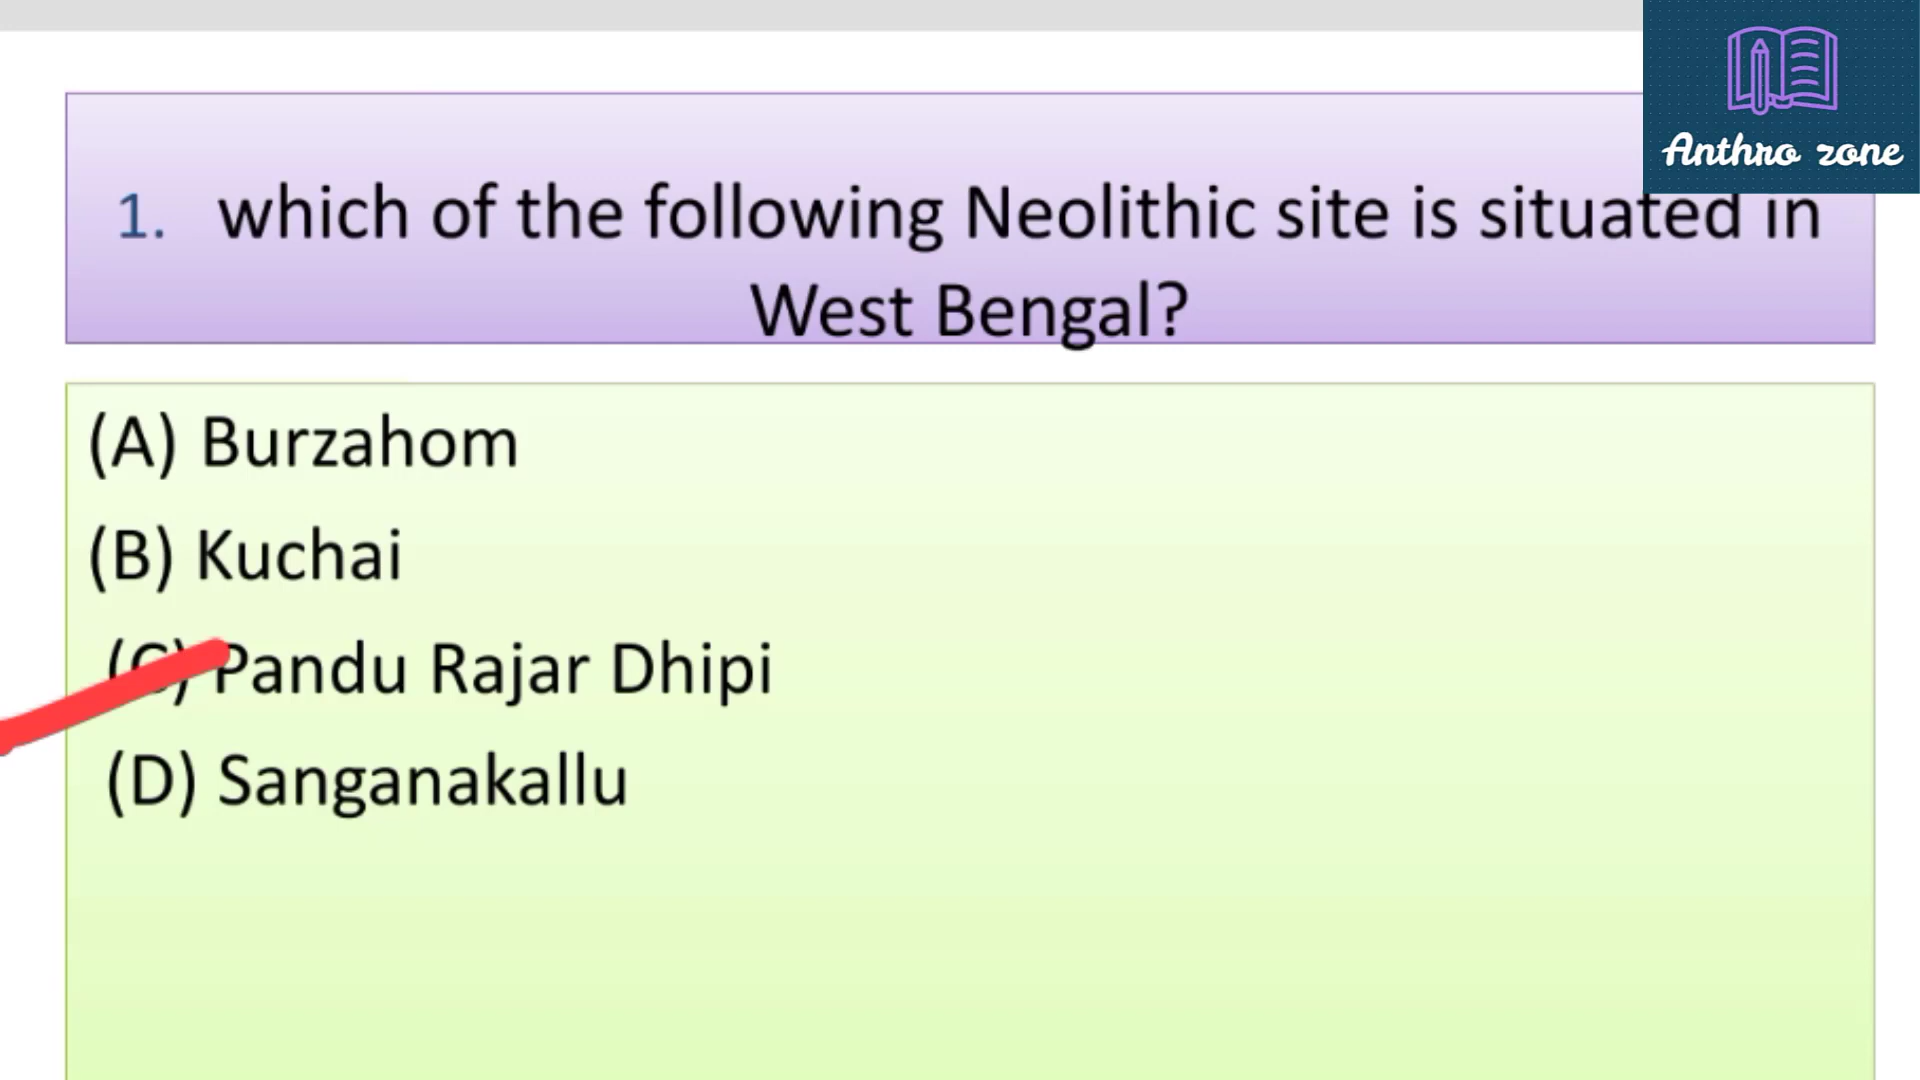 Anthro zone
1. which of the following Neolithic site is situated in
West Bengal?
(A) Burzahom
(B) Kuchai
(C) Pandu Rajar Dhipi
(D) Sanganakallu